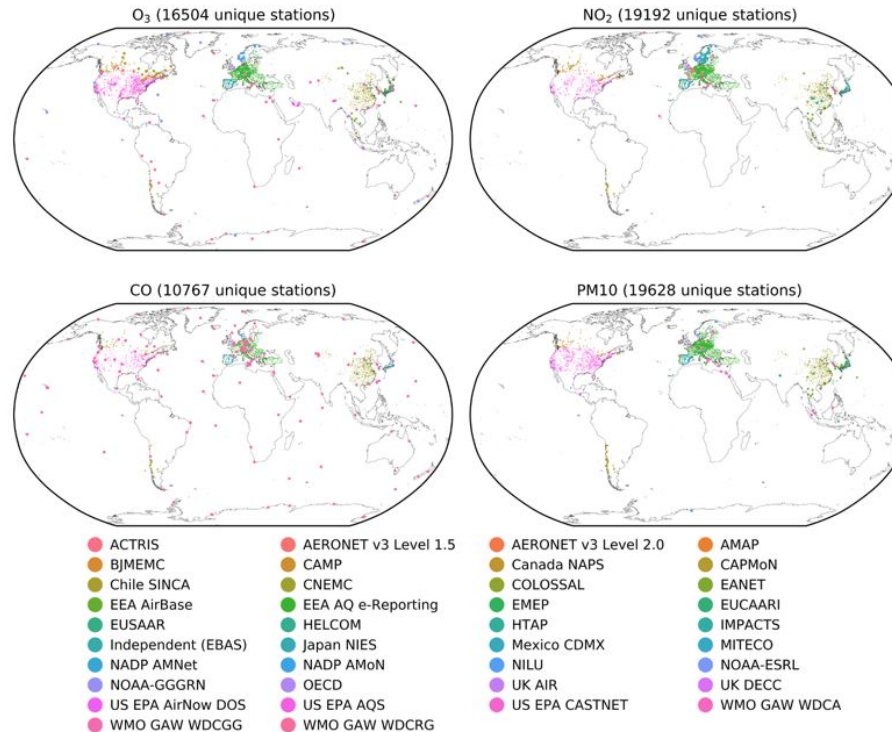 O₃ (16504 unique stations)
NO₂ (19192 unique stations)
CO (10767 unique stations)
PM10 (19628 unique stations)
ACTRIS
AERONET v3 Level 1.5
AERONET v3 Level 2.0
AMAP
BJMEMC
CAMP
Canada NAPS
CAPMoN
Chile SINCA
CNEMC
COLOSSAL
EANET
EEA AirBase
EEA AQ e-Reporting
EMEP
EUCAARI
EUSAAR
HELCOM
HTAP
IMPACTS
Independent (EBAS)
Japan NIES
Mexico CDMX
MITECO
NADP AMNet
NADP AMoN
NILU
NOAA-ESRL
NOAA-GGGRN
OECD
UK AIR
UK DECC
US EPA AirNow DOS
US EPA AQS
US EPA CASTNET
WMO GAW WDCA
WMO GAW WDCGG
WMO GAW WDCRG